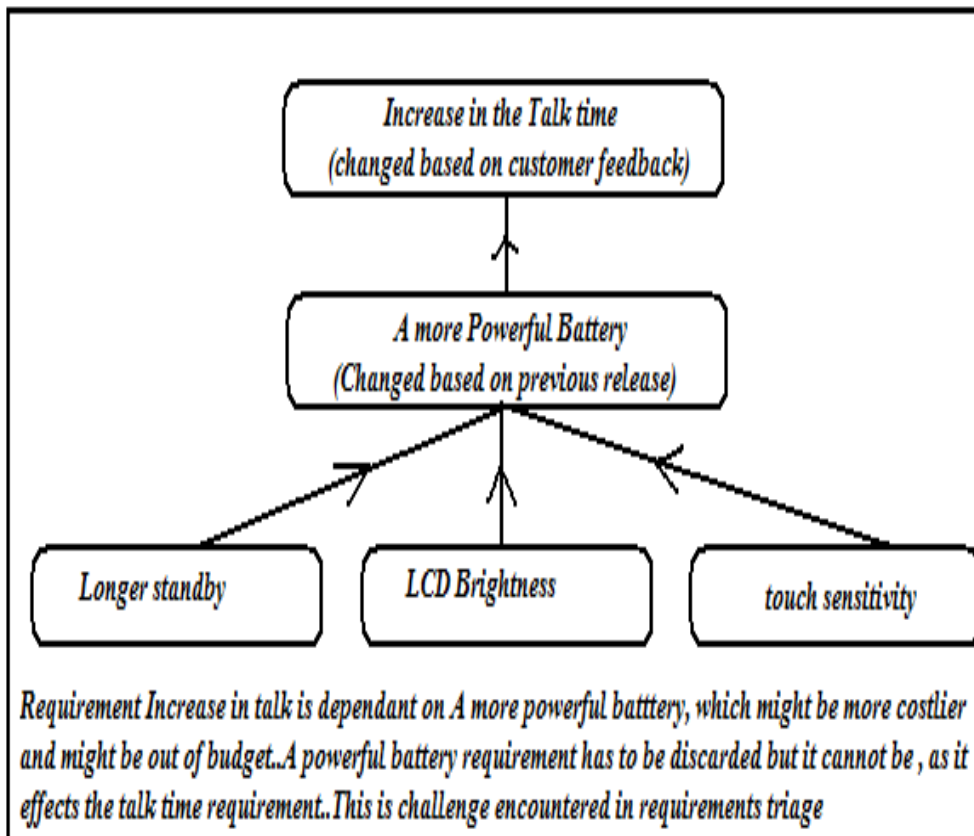 Increase in the Talk time
(changed based on customer feedback)
A more Powerful Battery
(Changed based on previous release)
Longer standby
LCD Brightness
touch sensitivity
Requirement Increase in talk is dependant on A more powerful batttery, which might be more costlier
and might be out of budget..A powerful battery requirement has to be discarded but it cannot be , as it
effects the talk time requirement..This is challenge encountered in requirements triage